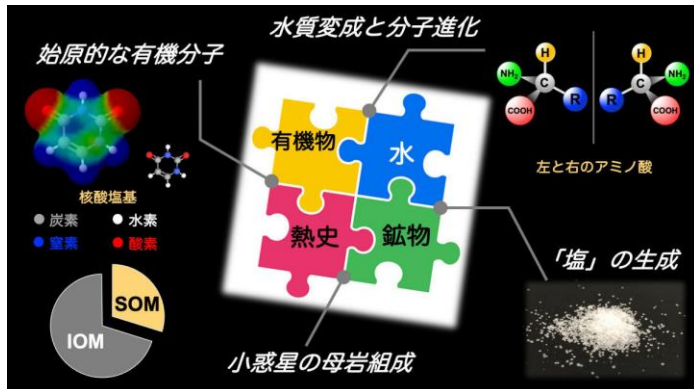 水質変成と分子進化
始原的な有機分子
H
NH₂
C
R
COOH
H
NH₂
C
R
COOH
左と右のアミノ酸
核酸塩基
炭素
水素
窒素
酸素
有機物
水
熱史
鉱物
「塩」の生成
SOM
IOM
小惑星の母岩組成